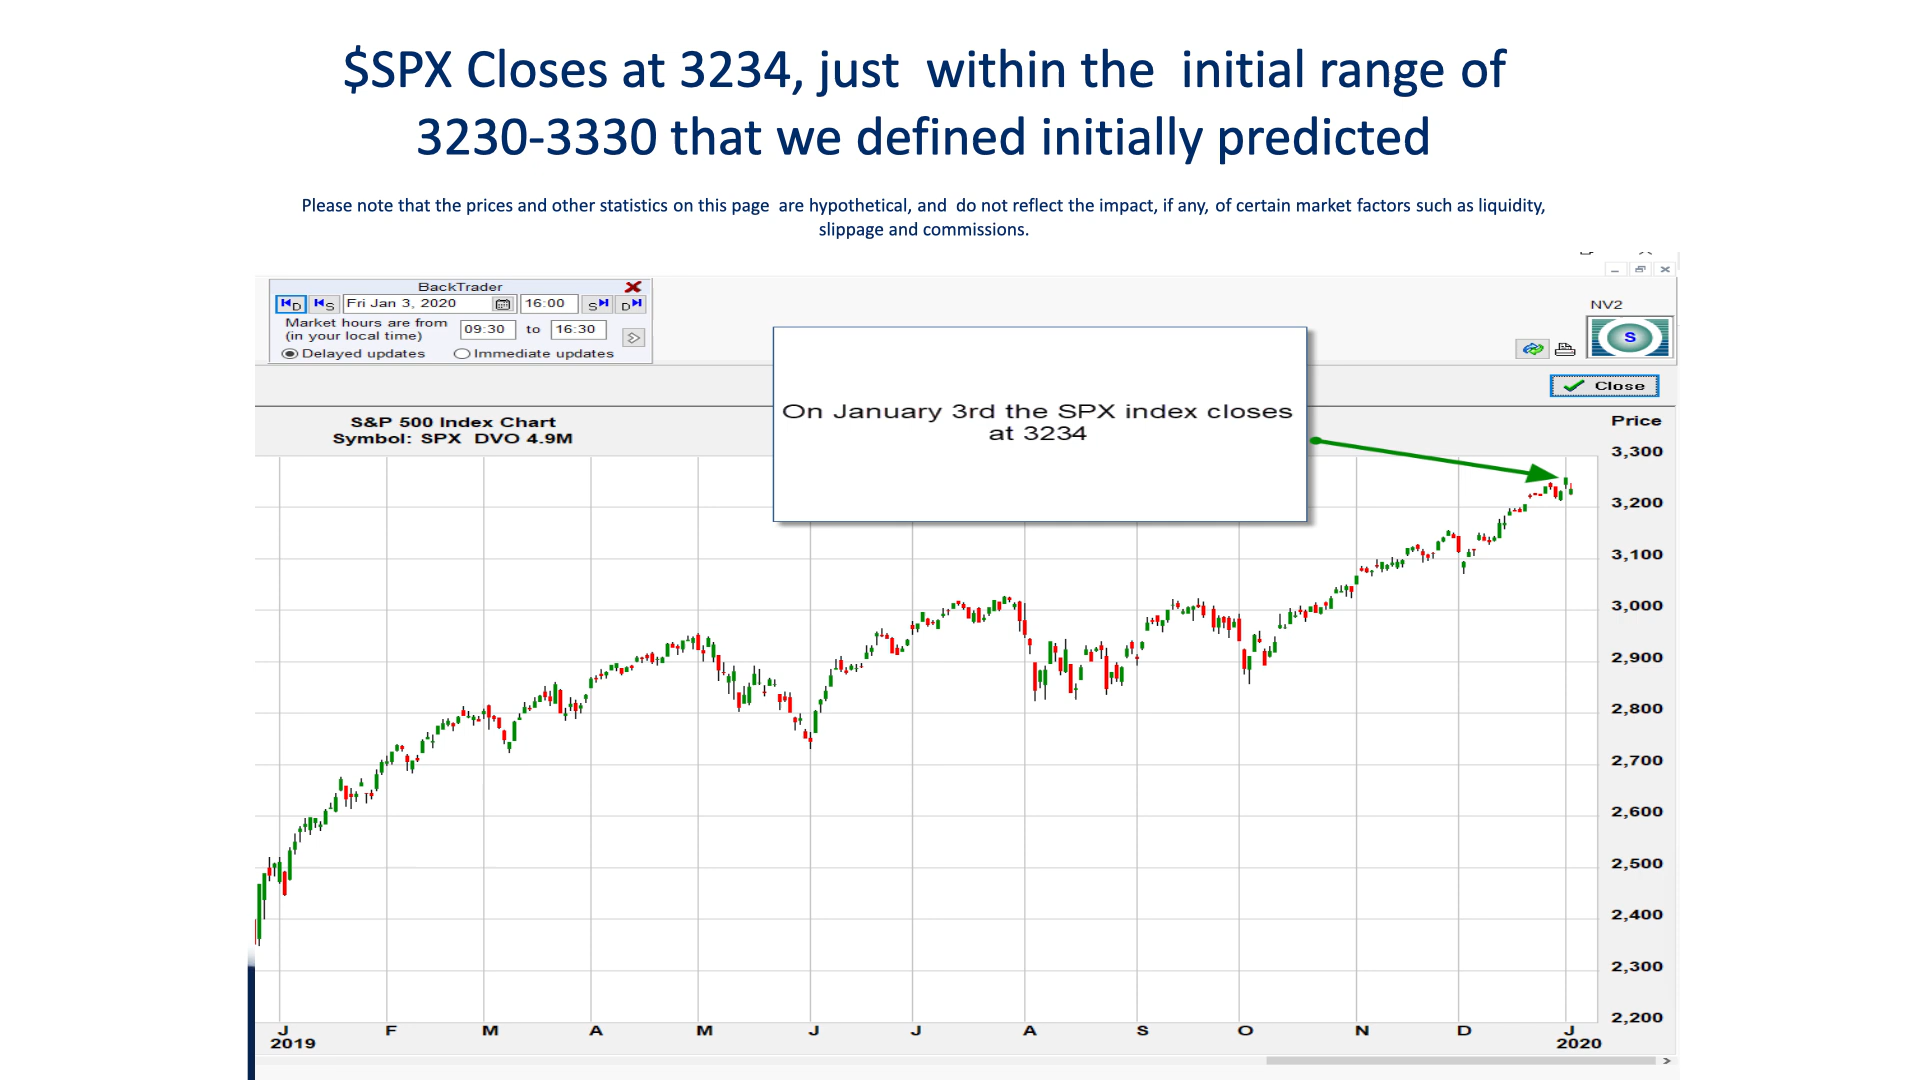 $SPX Closes at 3234, just  within the  initial range of
3230-3330 that we defined initially predicted
Please note that the prices and other statistics on this page  are hypothetical, and  do not reflect the impact, if any, of certain market factors such as liquidity,
slippage and commissions.
BackTrader
D S Fri Jan 3, 2020 16:00 S D
Market hours are from
(in your local time)
09:30 to 16:30
Delayed updates Immediate updates
NV2
S
Close
S&P 500 Index Chart
Symbol: SPX  DVO 4.9M
On January 3rd the SPX index closes
at 3234
Price
3,300
3,200
3,100
3,000
2,900
2,800
2,700
2,600
2,500
2,400
2,300
2,200
J F M A M J J A S O N D J
2019 2020